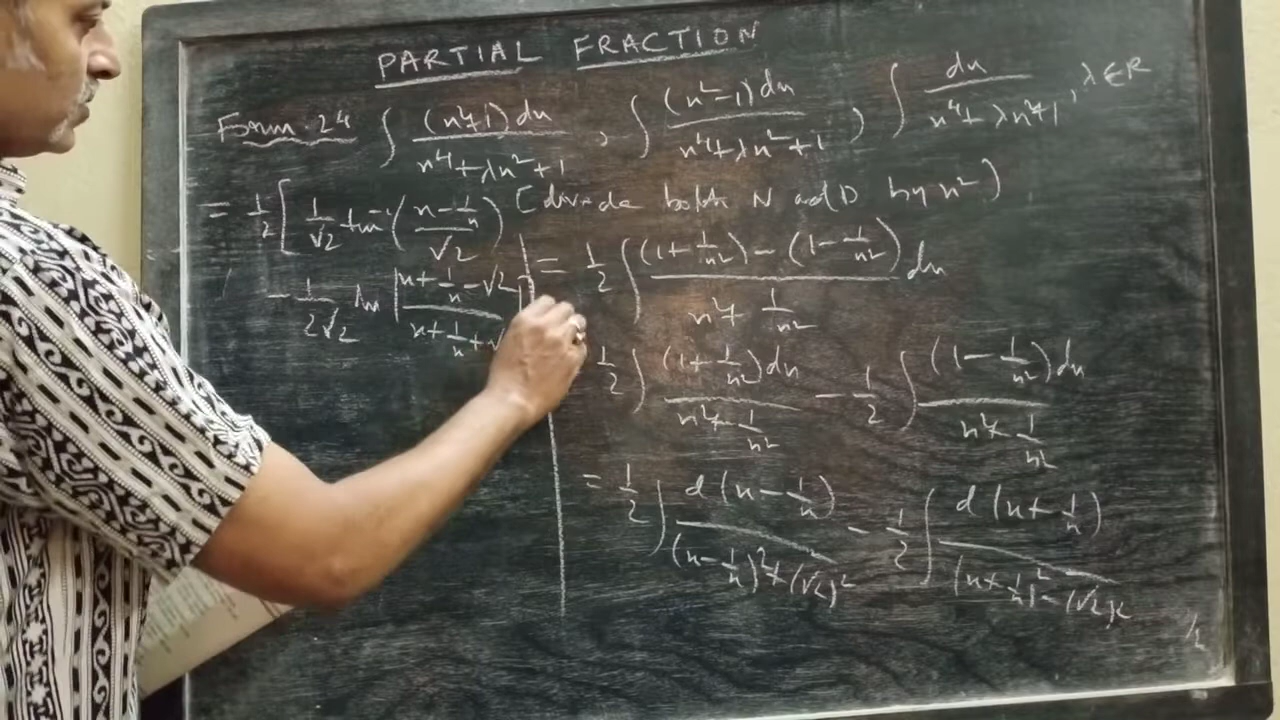 PARTIAL FRACTION
Form. 24 ∫ (x²+1)dx / x⁴+λx²+1 , ∫ (x²-1)dx / x⁴+λx²+1 , ∫ dx / x⁴+λx²+1 , λ∈R
(divide both N and D by x²)
= 1/2 [ 1/√2 tan⁻¹ ( x - 1/x / √2 )
- 1/2√2 ln | x + 1/x - √2 / x + 1/x + √
= 1/2 ∫ (1 + 1/x²) - (1 - 1/x²) / x² + 1/x² dx
1/2 ∫ (1 + 1/x²)dx / x² + 1/x² - 1/2 ∫ (1 - 1/x²)dx / x² + 1/x²
= 1/2 ∫ d(x - 1/x) / (x - 1/x)² + (√2)² - 1/2 ∫ d(x + 1/x) / (x + 1/x)² - (√2)²